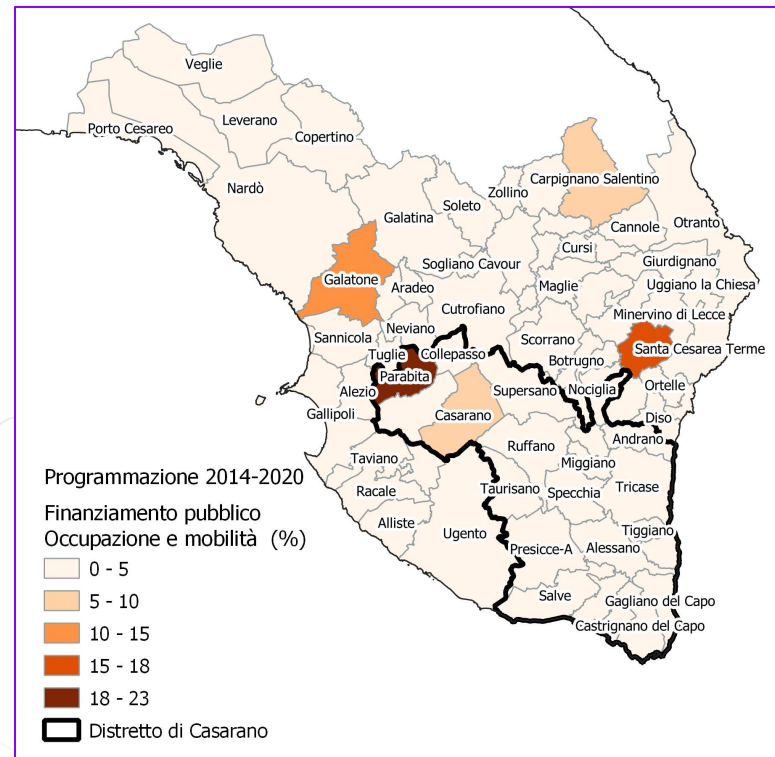 Veglie
Leverano
Porto Cesareo
Copertino
Nardò
Carpignano Salentino
Zollino
Soleto
Galatina
Otranto
Cannole
Cursi
Giurdignano
Sogliano Cavour
Galatone
Aradeo
Maglie
Uggiano la Chiesa
Cutrofiano
Minervino di Lecce
Neviano
Sannicola
Scorrano
Santa Cesarea Terme
Tuglie
Collepasso
Botrugno
Parabita
Ortelle
Alezio
Supersano
Nociglia
Gallipoli
Casarano
Diso
Andrano
Ruffano
Taviano
Miggiano
Racale
Taurisano
Specchia
Tricase
Alliste
Ugento
Tiggiano
Presicce-A
Alessano
Salve
Gagliano del Capo
Castrignano del Capo
Programmazione 2014-2020
Finanziamento pubblico
Occupazione e mobilità (%)
0 - 5
5 - 10
10 - 15
15 - 18
18 - 23
Distretto di Casarano